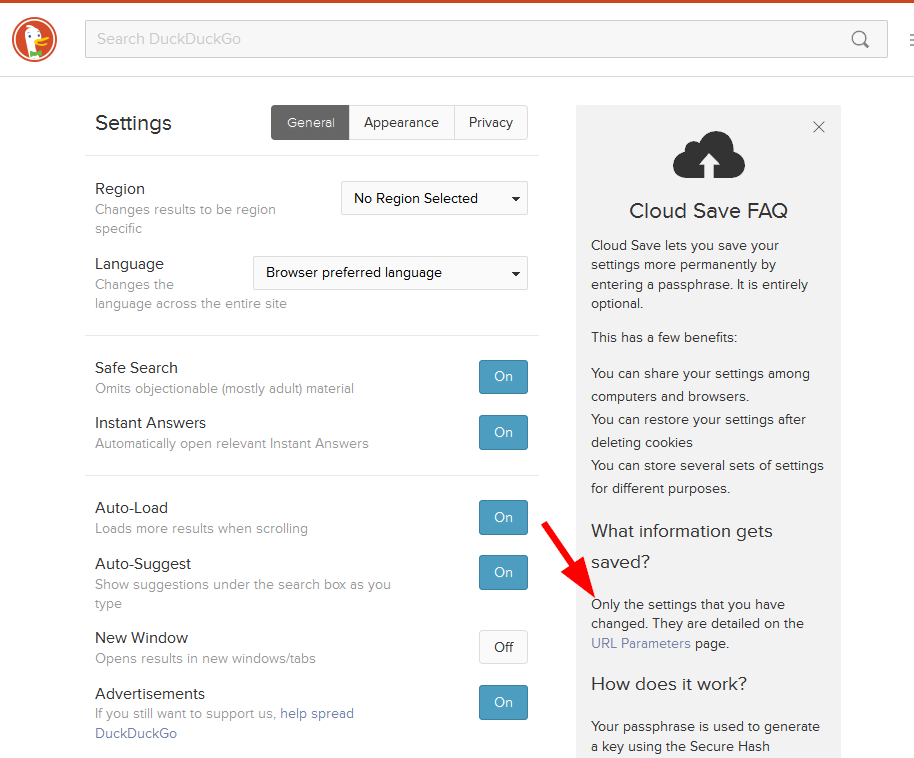 Search DuckDuckGo
Settings
General
Appearance
Privacy
Region
Changes results to be region
specific
No Region Selected
Language
Changes the
language across the entire site
Browser preferred language
Safe Search
Omits objectionable (mostly adult) material
On
Instant Answers
Automatically open relevant Instant Answers
On
Auto-Load
Loads more results when scrolling
On
Auto-Suggest
Show suggestions under the search box as you
type
On
New Window
Opens results in new windows/tabs
Off
Advertisements
If you still want to support us, help spread
DuckDuckGo
On
Cloud Save FAQ
Cloud Save lets you save your
settings more permanently by
entering a passphrase. It is entirely
optional.
This has a few benefits:
You can share your settings among
computers and browsers.
You can restore your settings after
deleting cookies
You can store several sets of settings
for different purposes.
What information gets
saved?
Only the settings that you have
changed. They are detailed on the
URL Parameters page.
How does it work?
Your passphrase is used to generate
a key using the Secure Hash